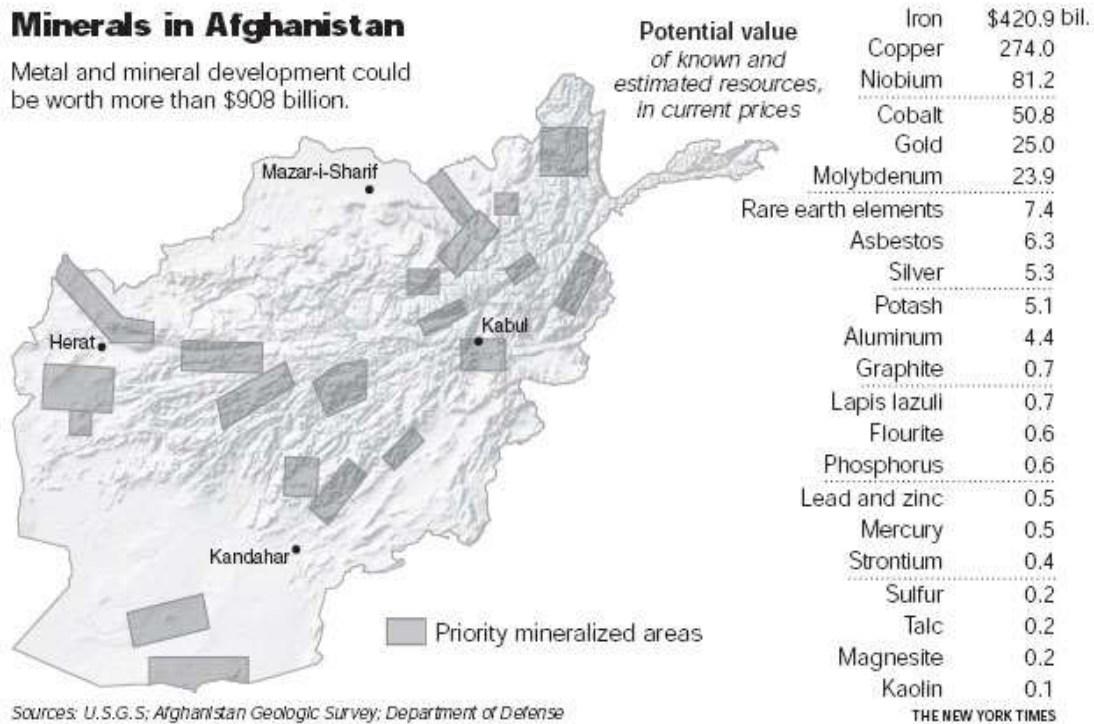 Minerals in Afghanistan
Metal and mineral development could
be worth more than $908 billion.
Potential value
of known and
estimated resources,
in current prices
Iron $420.9 bil.
Copper 274.0
Niobium 81.2
Cobalt 50.8
Gold 25.0
Molybdenum 23.9
Rare earth elements 7.4
Asbestos 6.3
Silver 5.3
Potash 5.1
Aluminum 4.4
Graphite 0.7
Lapis lazuli 0.7
Flourite 0.6
Phosphorus 0.6
Lead and zinc 0.5
Mercury 0.5
Strontium 0.4
Sulfur 0.2
Talc 0.2
Magnesite 0.2
Kaolin 0.1
Mazar-i-Sharif
Herat
Kabul
Kandahar
Priority mineralized areas
Sources: U.S.G.S; Afghanistan Geologic Survey; Department of Defense
THE NEW YORK TIMES